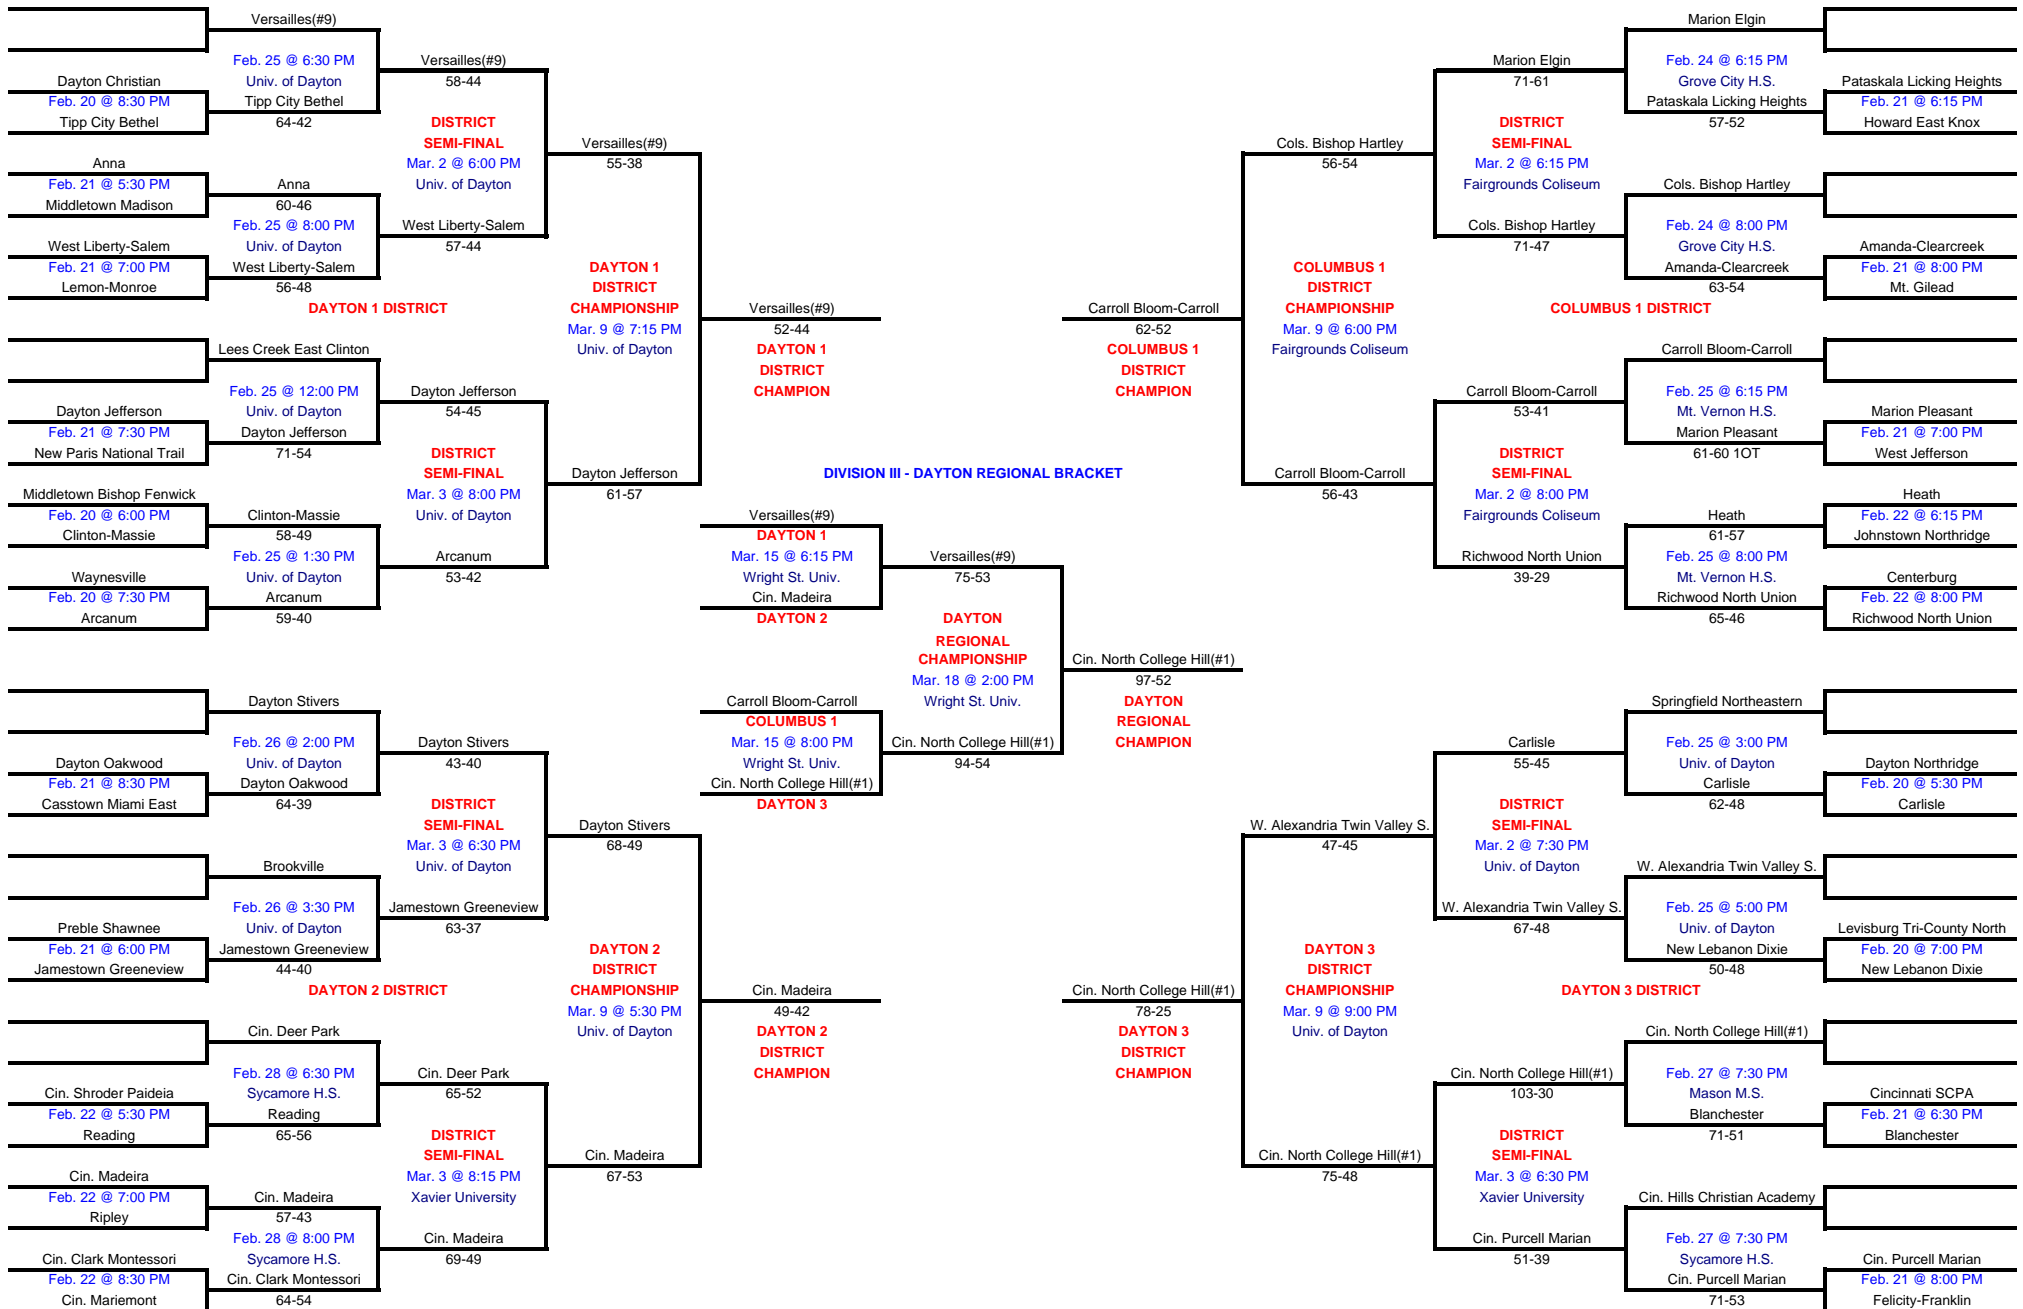 Versailles(#9)
Feb. 25 @ 6:30 PM
Versailles(#9)
Dayton Christian
Univ. of Dayton
58-44
Feb. 20 @ 8:30 PM
Tipp City Bethel
Tipp City Bethel
64-42
DISTRICT
SEMI-FINAL
Versailles(#9)
Anna
Mar. 2 @ 6:00 PM
55-38
Feb. 21 @ 5:30 PM
Anna
Univ. of Dayton
Middletown Madison
60-46
Feb. 25 @ 8:00 PM
West Liberty-Salem
West Liberty-Salem
Univ. of Dayton
57-44
Feb. 21 @ 7:00 PM
West Liberty-Salem
DAYTON 1
Lemon-Monroe
56-48
DISTRICT
DAYTON 1 DISTRICT
CHAMPIONSHIP
Versailles(#9)
Mar. 9 @ 7:15 PM
52-44
Lees Creek East Clinton
Univ. of Dayton
DAYTON 1
DISTRICT
Feb. 25 @ 12:00 PM
Dayton Jefferson
CHAMPION
Dayton Jefferson
Univ. of Dayton
54-45
Feb. 21 @ 7:30 PM
Dayton Jefferson
New Paris National Trail
71-54
DISTRICT
SEMI-FINAL
Dayton Jefferson
Middletown Bishop Fenwick
Mar. 3 @ 8:00 PM
61-57
Feb. 20 @ 6:00 PM
Clinton-Massie
Univ. of Dayton
Clinton-Massie
58-49
Feb. 25 @ 1:30 PM
Arcanum
Waynesville
Univ. of Dayton
53-42
Feb. 20 @ 7:30 PM
Arcanum
Arcanum
59-40
Marion Elgin
Marion Elgin
Feb. 24 @ 6:15 PM
71-61
Grove City H.S.
Pataskala Licking Heights
Pataskala Licking Heights
Feb. 21 @ 6:15 PM
DISTRICT
57-52
Howard East Knox
Cols. Bishop Hartley
SEMI-FINAL
56-54
Mar. 2 @ 6:15 PM
Fairgrounds Coliseum
Cols. Bishop Hartley
Cols. Bishop Hartley
Feb. 24 @ 8:00 PM
71-47
Grove City H.S.
Amanda-Clearcreek
COLUMBUS 1
Amanda-Clearcreek
Feb. 21 @ 8:00 PM
DISTRICT
63-54
Mt. Gilead
Carroll Bloom-Carroll
CHAMPIONSHIP
COLUMBUS 1 DISTRICT
62-52
Mar. 9 @ 6:00 PM
COLUMBUS 1
Fairgrounds Coliseum
Carroll Bloom-Carroll
DISTRICT
CHAMPION
Carroll Bloom-Carroll
Feb. 25 @ 6:15 PM
53-41
Mt. Vernon H.S.
Marion Pleasant
Marion Pleasant
Feb. 21 @ 7:00 PM
DISTRICT
61-60 1OT
West Jefferson
Carroll Bloom-Carroll
SEMI-FINAL
56-43
Mar. 2 @ 8:00 PM
Heath
Fairgrounds Coliseum
Heath
Feb. 22 @ 6:15 PM
61-57
Johnstown Northridge
Richwood North Union
Feb. 25 @ 8:00 PM
39-29
Mt. Vernon H.S.
Centerburg
Richwood North Union
Feb. 22 @ 8:00 PM
65-46
Richwood North Union
DIVISION III - DAYTON REGIONAL BRACKET
Versailles(#9)
DAYTON 1
Mar. 15 @ 6:15 PM
Versailles(#9)
Wright St. Univ.
75-53
Cin. Madeira
DAYTON 2
DAYTON
REGIONAL
CHAMPIONSHIP
Cin. North College Hill(#1)
Mar. 18 @ 2:00 PM
97-52
Wright St. Univ.
DAYTON
REGIONAL
CHAMPION
Carroll Bloom-Carroll
COLUMBUS 1
Mar. 15 @ 8:00 PM
Cin. North College Hill(#1)
Wright St. Univ.
94-54
Cin. North College Hill(#1)
DAYTON 3
Dayton Stivers
Feb. 26 @ 2:00 PM
Dayton Stivers
Dayton Oakwood
Univ. of Dayton
43-40
Feb. 21 @ 8:30 PM
Dayton Oakwood
Casstown Miami East
64-39
DISTRICT
SEMI-FINAL
Dayton Stivers
Mar. 3 @ 6:30 PM
68-49
Brookville
Univ. of Dayton
Feb. 26 @ 3:30 PM
Jamestown Greeneview
Preble Shawnee
Univ. of Dayton
63-37
Feb. 21 @ 6:00 PM
Jamestown Greeneview
DAYTON 2
Jamestown Greeneview
44-40
DISTRICT
DAYTON 2 DISTRICT
CHAMPIONSHIP
Cin. Madeira
Mar. 9 @ 5:30 PM
49-42
Cin. Deer Park
Univ. of Dayton
DAYTON 2
DISTRICT
Feb. 28 @ 6:30 PM
Cin. Deer Park
CHAMPION
Cin. Shroder Paideia
Sycamore H.S.
65-52
Feb. 22 @ 5:30 PM
Reading
Reading
65-56
DISTRICT
SEMI-FINAL
Cin. Madeira
Cin. Madeira
Mar. 3 @ 8:15 PM
67-53
Feb. 22 @ 7:00 PM
Cin. Madeira
Xavier University
Ripley
57-43
Feb. 28 @ 8:00 PM
Cin. Madeira
Cin. Clark Montessori
Sycamore H.S.
69-49
Feb. 22 @ 8:30 PM
Cin. Clark Montessori
Cin. Mariemont
64-54
Springfield Northeastern
Carlisle
Feb. 25 @ 3:00 PM
55-45
Univ. of Dayton
Dayton Northridge
Carlisle
Feb. 20 @ 5:30 PM
DISTRICT
62-48
Carlisle
W. Alexandria Twin Valley S.
SEMI-FINAL
47-45
Mar. 2 @ 7:30 PM
Univ. of Dayton
W. Alexandria Twin Valley S.
W. Alexandria Twin Valley S.
Feb. 25 @ 5:00 PM
67-48
Univ. of Dayton
Levisburg Tri-County North
DAYTON 3
New Lebanon Dixie
Feb. 20 @ 7:00 PM
DISTRICT
50-48
New Lebanon Dixie
Cin. North College Hill(#1)
CHAMPIONSHIP
DAYTON 3 DISTRICT
78-25
Mar. 9 @ 9:00 PM
DAYTON 3
Univ. of Dayton
Cin. North College Hill(#1)
DISTRICT
CHAMPION
Cin. North College Hill(#1)
Feb. 27 @ 7:30 PM
103-30
Mason M.S.
Cincinnati SCPA
Blanchester
Feb. 21 @ 6:30 PM
DISTRICT
71-51
Blanchester
Cin. North College Hill(#1)
SEMI-FINAL
75-48
Mar. 3 @ 6:30 PM
Xavier University
Cin. Hills Christian Academy
Cin. Purcell Marian
Feb. 27 @ 7:30 PM
51-39
Sycamore H.S.
Cin. Purcell Marian
Cin. Purcell Marian
Feb. 21 @ 8:00 PM
71-53
Felicity-Franklin